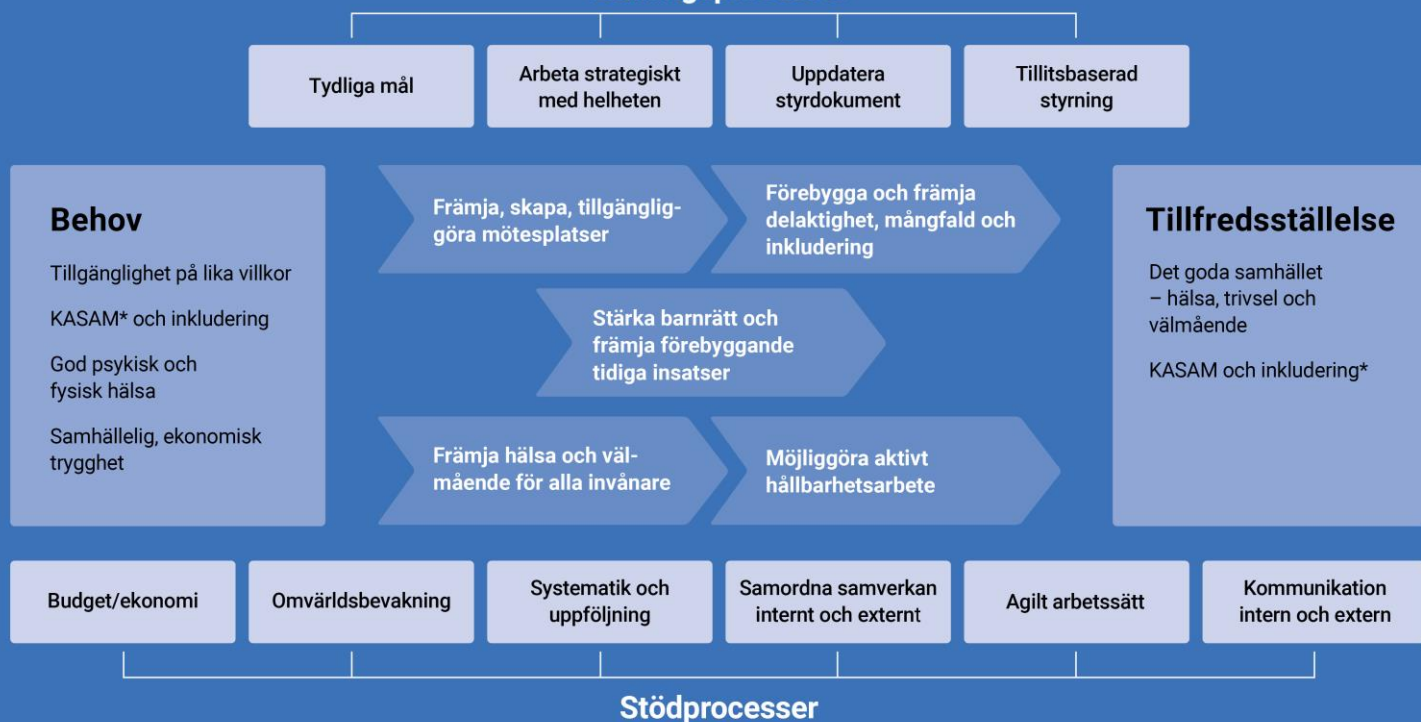 Tydliga mål
Arbeta strategiskt
med helheten
Uppdatera
styrdokument
Tillitsbaserad
styrning
Behov
Tillgänglighet på lika villkor
KASAM* och inkludering
God psykisk och
fysisk hälsa
Samhällelig, ekonomisk
trygghet
Främja, skapa, tillgänglig-
göra mötesplatser
Förebygga och främja
delaktighet, mångfald och
inkludering
Stärka barnrätt och
främja förebyggande
tidiga insatser
Främja hälsa och väl-
mående för alla invånare
Möjliggöra aktivt
hållbarhetsarbete
Tillfredsställelse
Det goda samhället
– hälsa, trivsel och
välmående
KASAM och inkludering*
Budget/ekonomi
Omvärldsbevakning
Systematik och
uppföljning
Samordna samverkan
internt och externt
Agilt arbetssätt
Kommunikation
intern och extern
Stödprocesser